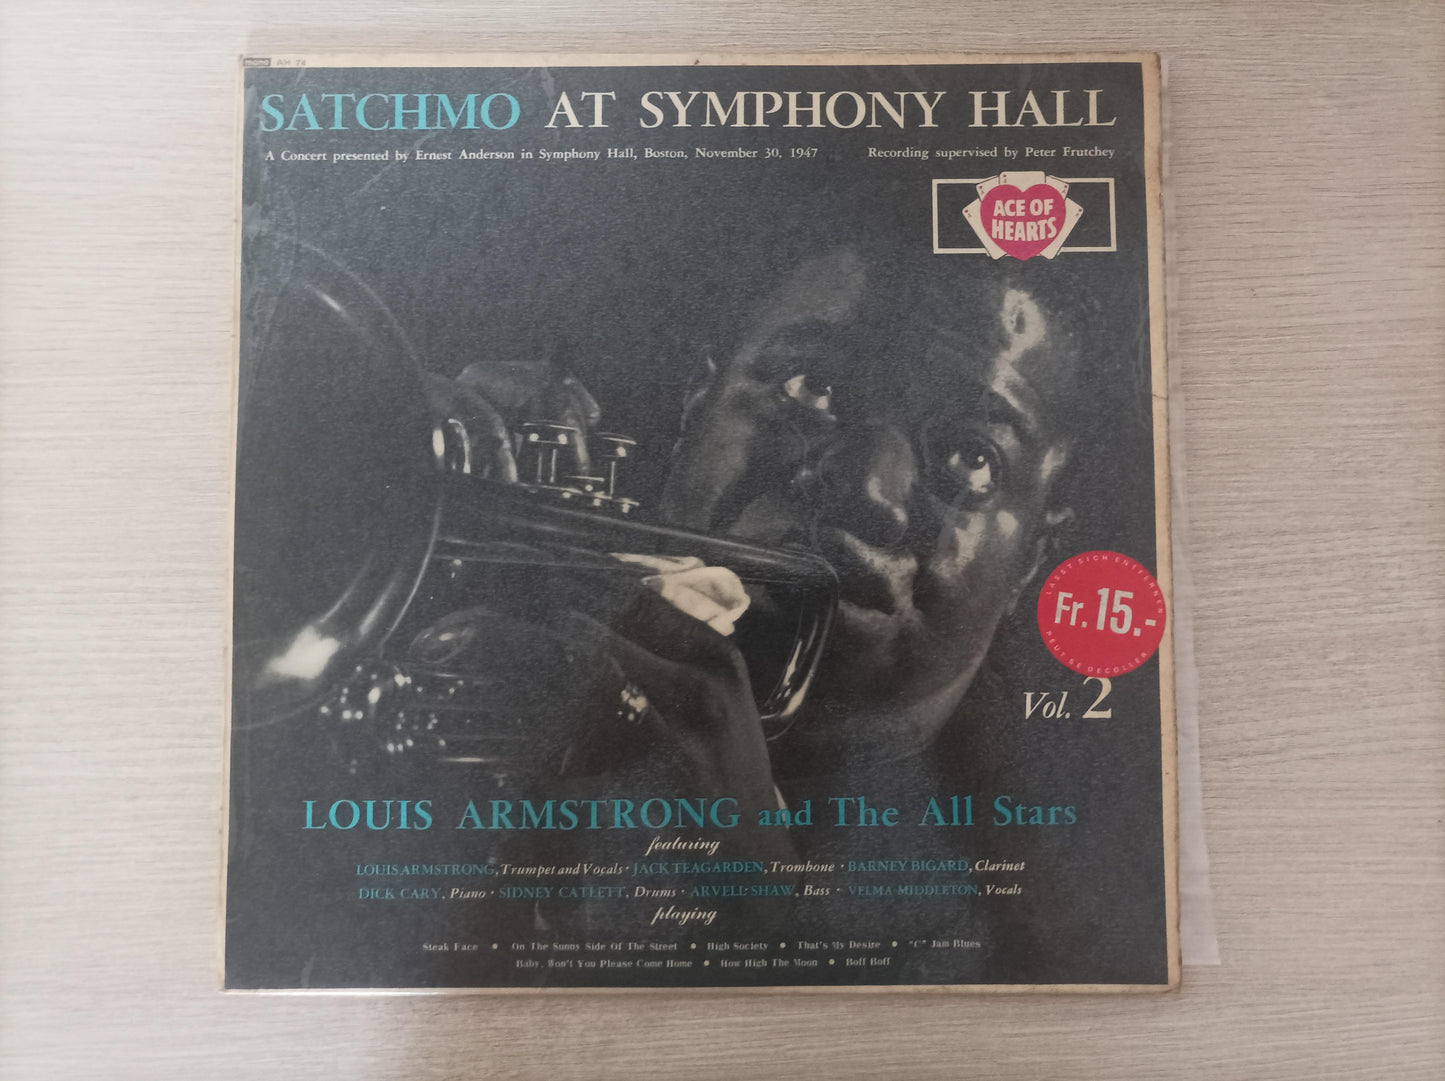 mono AH 74
SATCHMO AT SYMPHONY HALL
A Concert presented by Ernest Anderson in Symphony Hall, Boston, November 30, 1947 Recording supervised by Peter Frutchey
ACE OF
HEARTS
LASST SICH ENTFERNEN
Fr. 15.-
PEUT SE DECOLLER
Vol. 2
LOUIS ARMSTRONG and The All Stars
featuring
LOUIS ARMSTRONG, Trumpet and Vocals · JACK TEAGARDEN, Trombone · BARNEY BIGARD, Clarinet
DICK CARY, Piano · SIDNEY CATLETT, Drums · ARVELL SHAW, Bass · VELMA MIDDLETON, Vocals
playing
Steak Face • On The Sunny Side Of The Street • High Society • That's My Desire • "C" Jam Blues
Baby, Won't You Please Come Home • How High The Moon • Boff Boff